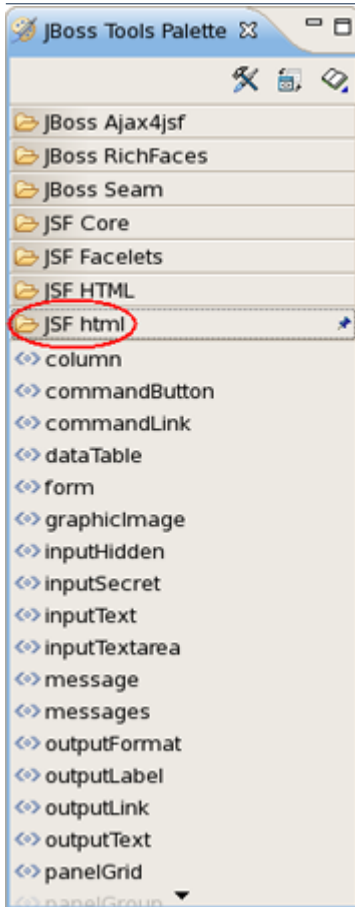 JBoss Tools Palette
JBoss Ajax4jsf
JBoss RichFaces
JBoss Seam
JSF Core
JSF Facelets
JSF HTML
JSF html
column
commandButton
commandLink
dataTable
form
graphicImage
inputHidden
inputSecret
inputText
inputTextarea
message
messages
outputFormat
outputLabel
outputLink
outputText
panelGrid
panelGroup